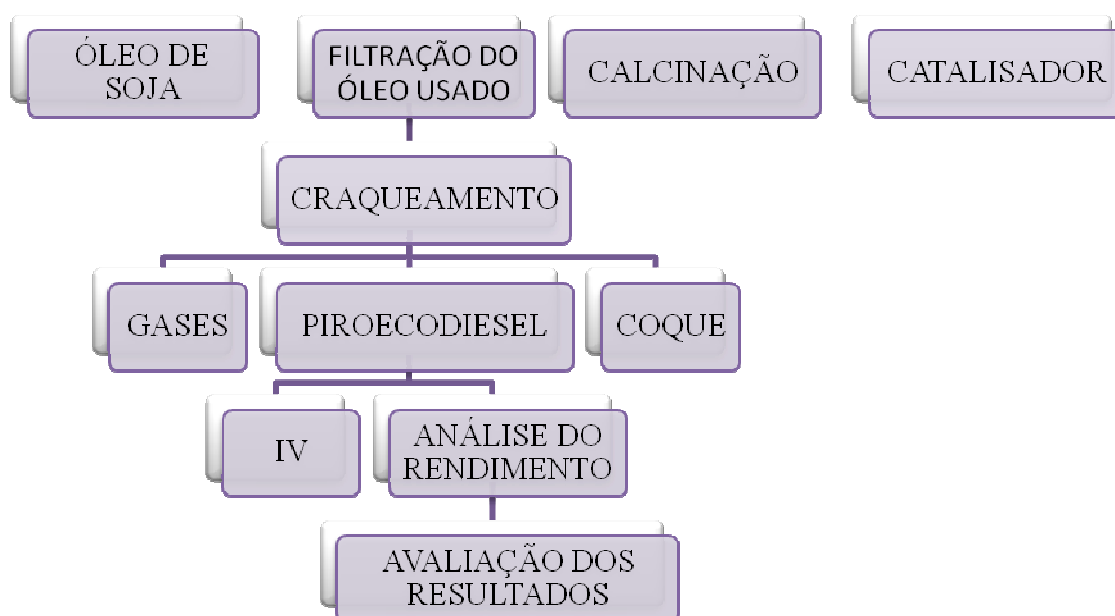 ÓLEO DE
SOJA
FILTRAÇÃO DO
ÓLEO USADO
CALCINAÇÃO
CATALISADOR
CRAQUEAMENTO
GASES
PIROECODIESEL
COQUE
IV
ANÁLISE DO
RENDIMENTO
AVALIAÇÃO DOS
RESULTADOS